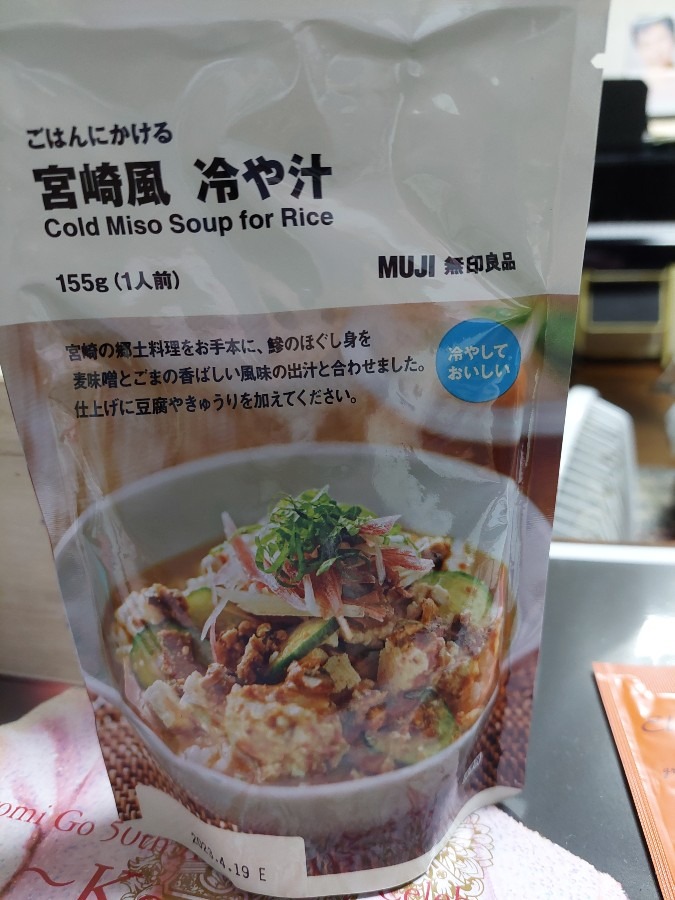 ごはんにかける
宮崎風 冷や汁
Cold Miso Soup for Rice
155g（1人前）
MUJI 無印良品
宮崎の郷土料理をお手本に、鯵のほぐし身を
麦味噌とごまの香ばしい風味の出汁と合わせました。
仕上げに豆腐やきゅうりを加えてください。
冷やして
おいしい
2023.4.19 E
omi Go 50th